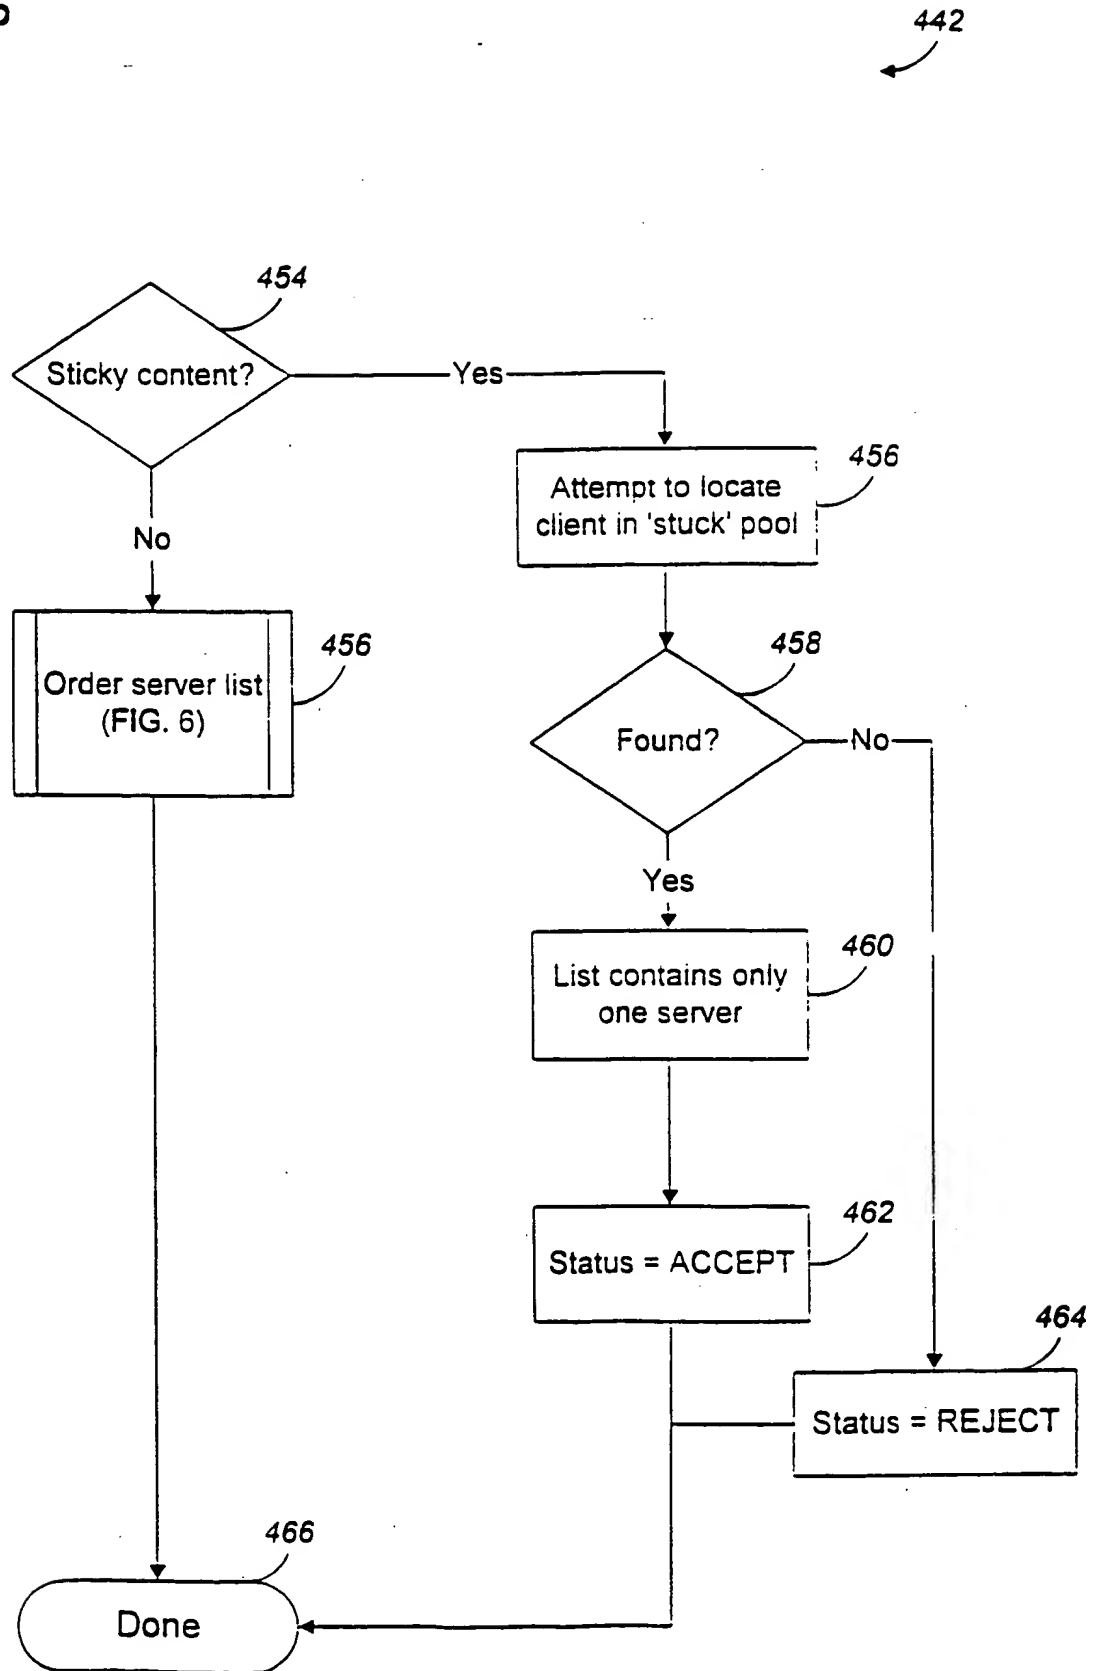 442
454
Sticky content?
Yes
456
Attempt to locate
client in 'stuck' pool
No
456
Order server list
(FIG. 6)
458
Found?
No
Yes
460
List contains only
one server
462
Status = ACCEPT
464
Status = REJECT
466
Done